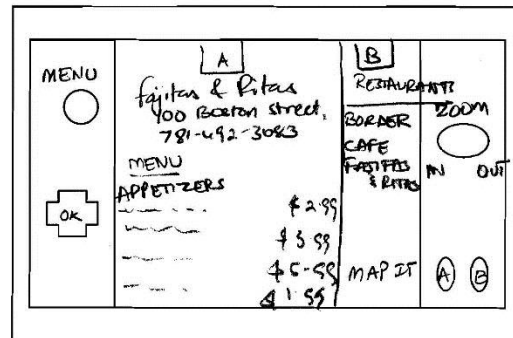 MENU
OK
A
Fajitas & Ritas
100 Boston Street,
781-492-3083
MENU
APPETIZERS
$2.99
$3.99
$5.99
$1.99
B
RESTAURANTS
BORDER
CAFE
FAJITAS
& RITAS
MAP IT
ZOOM
IN OUT
A B